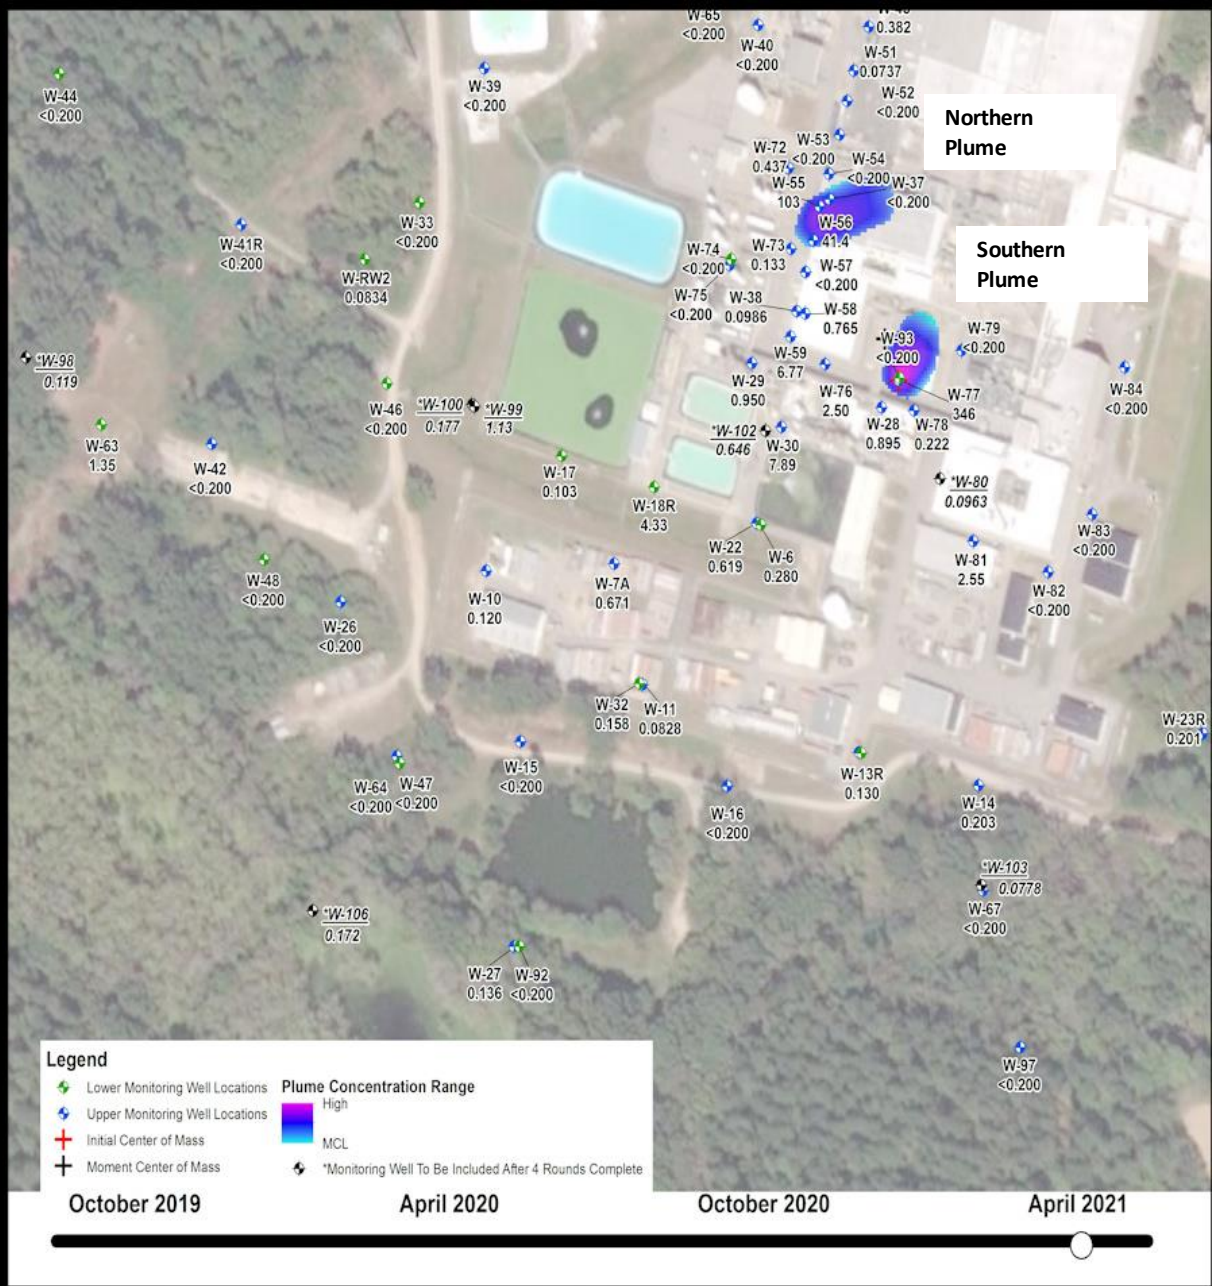 W-65
<0.200
W-40
<0.200
0.382
W-51
0.0737
W-39
<0.200
W-52
<0.200
W-44
<0.200
Northern
Plume
W-53
<0.200
W-72
0.437
W-54
<0.200
W-55
103
W-37
<0.200
W-33
<0.200
W-56
41.4
W-41R
<0.200
W-74
<0.200
W-73
0.133
Southern
Plume
W-57
<0.200
W-RW2
0.0834
W-75
<0.200
W-38
0.0986
W-58
0.765
W-93
<0.200
W-79
<0.200
*W-98
0.119
W-59
6.77
W-29
0.950
W-76
2.50
W-77
346
W-84
<0.200
W-46
<0.200
*W-100
0.177
*W-99
1.13
W-28
0.895
W-78
0.222
*W-102
0.646
W-30
7.89
W-63
1.35
W-42
<0.200
W-17
0.103
*W-80
0.0963
W-18R
4.33
W-83
<0.200
W-22
0.619
W-6
0.280
W-81
2.55
W-48
<0.200
W-7A
0.671
W-82
<0.200
W-10
0.120
W-26
<0.200
W-32
0.158
W-11
0.0828
W-23R
0.201
W-15
<0.200
W-13R
0.130
W-64
<0.200
W-47
<0.200
W-16
<0.200
W-14
0.203
*W-103
0.0778
W-67
<0.200
*W-106
0.172
W-27
0.136
W-92
<0.200
W-97
<0.200
Legend
Lower Monitoring Well Locations
Upper Monitoring Well Locations
Initial Center of Mass
Moment Center of Mass
Plume Concentration Range
High
MCL
*Monitoring Well To Be Included After 4 Rounds Complete
October 2019
April 2020
October 2020
April 2021